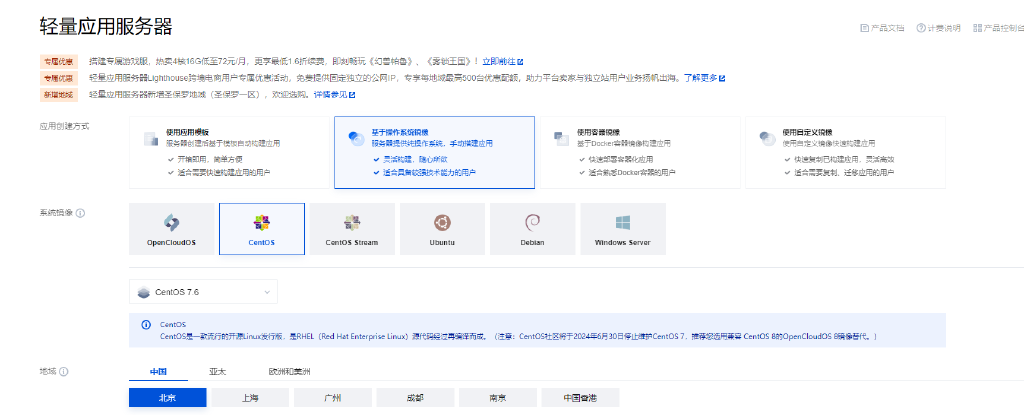 轻量应用服务器
产品文档 计费说明 产品控制台
专属优惠 搭建专属游戏服，热卖4核16G低至72元/月，更享最低1.6折续费，即刻畅玩《幻兽帕鲁》、《雾锁王国》！立即前往
专属优惠 轻量应用服务器Lighthouse跨境电商用户专属优惠活动，免费提供固定独立的公网IP，专享每地域最高500台优惠配额，助力平台卖家与独立站用户业务扬帆出海。了解更多
新增地域 轻量应用服务器新增圣保罗地域（圣保罗一区），欢迎选购。详情参见
应用创建方式
使用应用模板 基于操作系统镜像 使用容器镜像 使用自定义镜像
服务器创建后基于模板自动构建应用 服务器提供纯操作系统，手动搭建应用 基于Docker容器镜像构建应用 使用自定义镜像快速构建应用
开箱即用，简单方便 灵活构建，随心所欲 快速部署容器化应用 快速复制已构建应用，灵活高效
适合需要快速构建应用的用户 适合具备较强技术能力的用户 适合熟悉Docker容器的用户 适合需要复制、迁移应用的用户
系统镜像
OpenCloudOS CentOS CentOS Stream Ubuntu Debian Windows Server
CentOS 7.6
CentOS
CentOS是一款流行的开源Linux发行版，是RHEL（Red Hat Enterprise Linux）源代码经过再编译而成。（注意：CentOS社区将于2024年6月30日停止维护CentOS 7，推荐您选用兼容 CentOS 8的OpenCloudOS 8镜像替代。）
地域 中国 亚太 欧洲和美洲
北京 上海 广州 成都 南京 中国香港